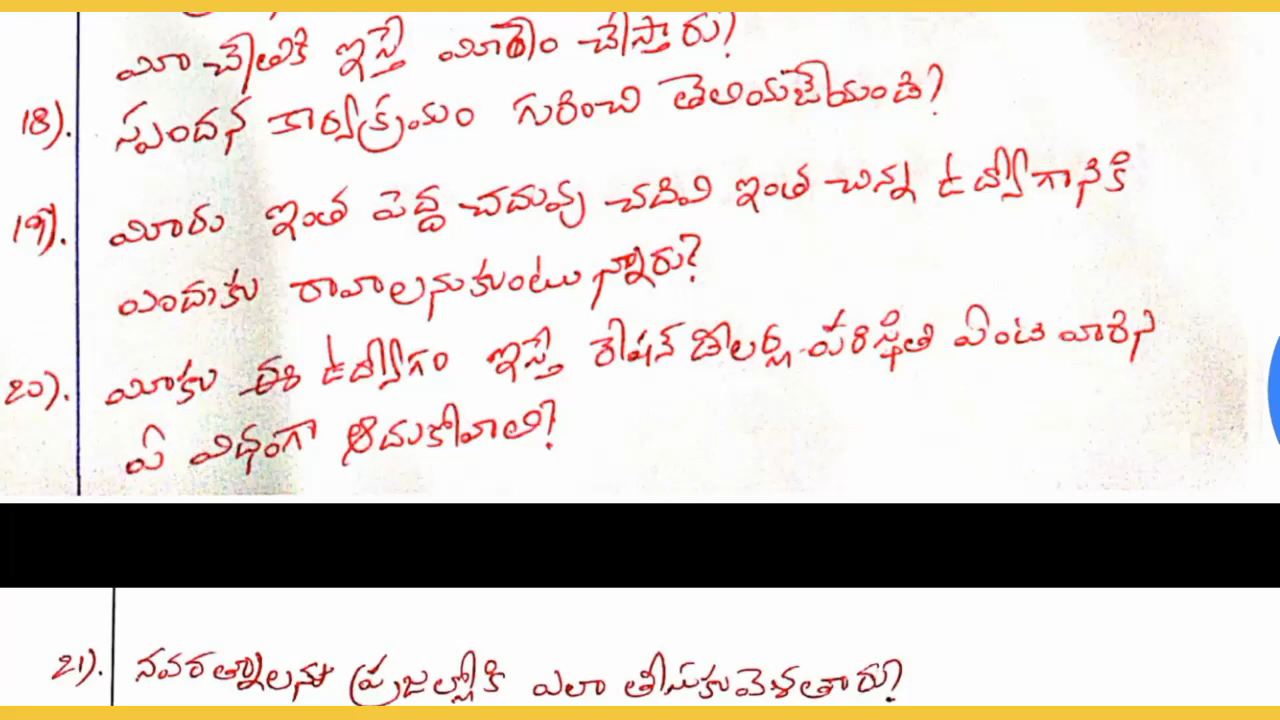 మీ చేతికి ఇస్తే మీరేం చేస్తారు?
18). స్పందన కార్యక్రమం గురించి తెలియజేయండి?
19). మీరు ఇంత పెద్ద చదువు చదివి ఇంత చిన్న ఉద్యోగానికి
ఎందుకు రావాలనుకుంటున్నారు?
20). మీకు ఈ ఉద్యోగం ఇస్తే రేషన్ డీలర్ల పరిస్థితి ఏంటి వారిని
ఏ విధంగా ఆదుకోవాలి?
21). నవరత్నాలను ప్రజల్లోకి ఎలా తీసుకువెళతారు?